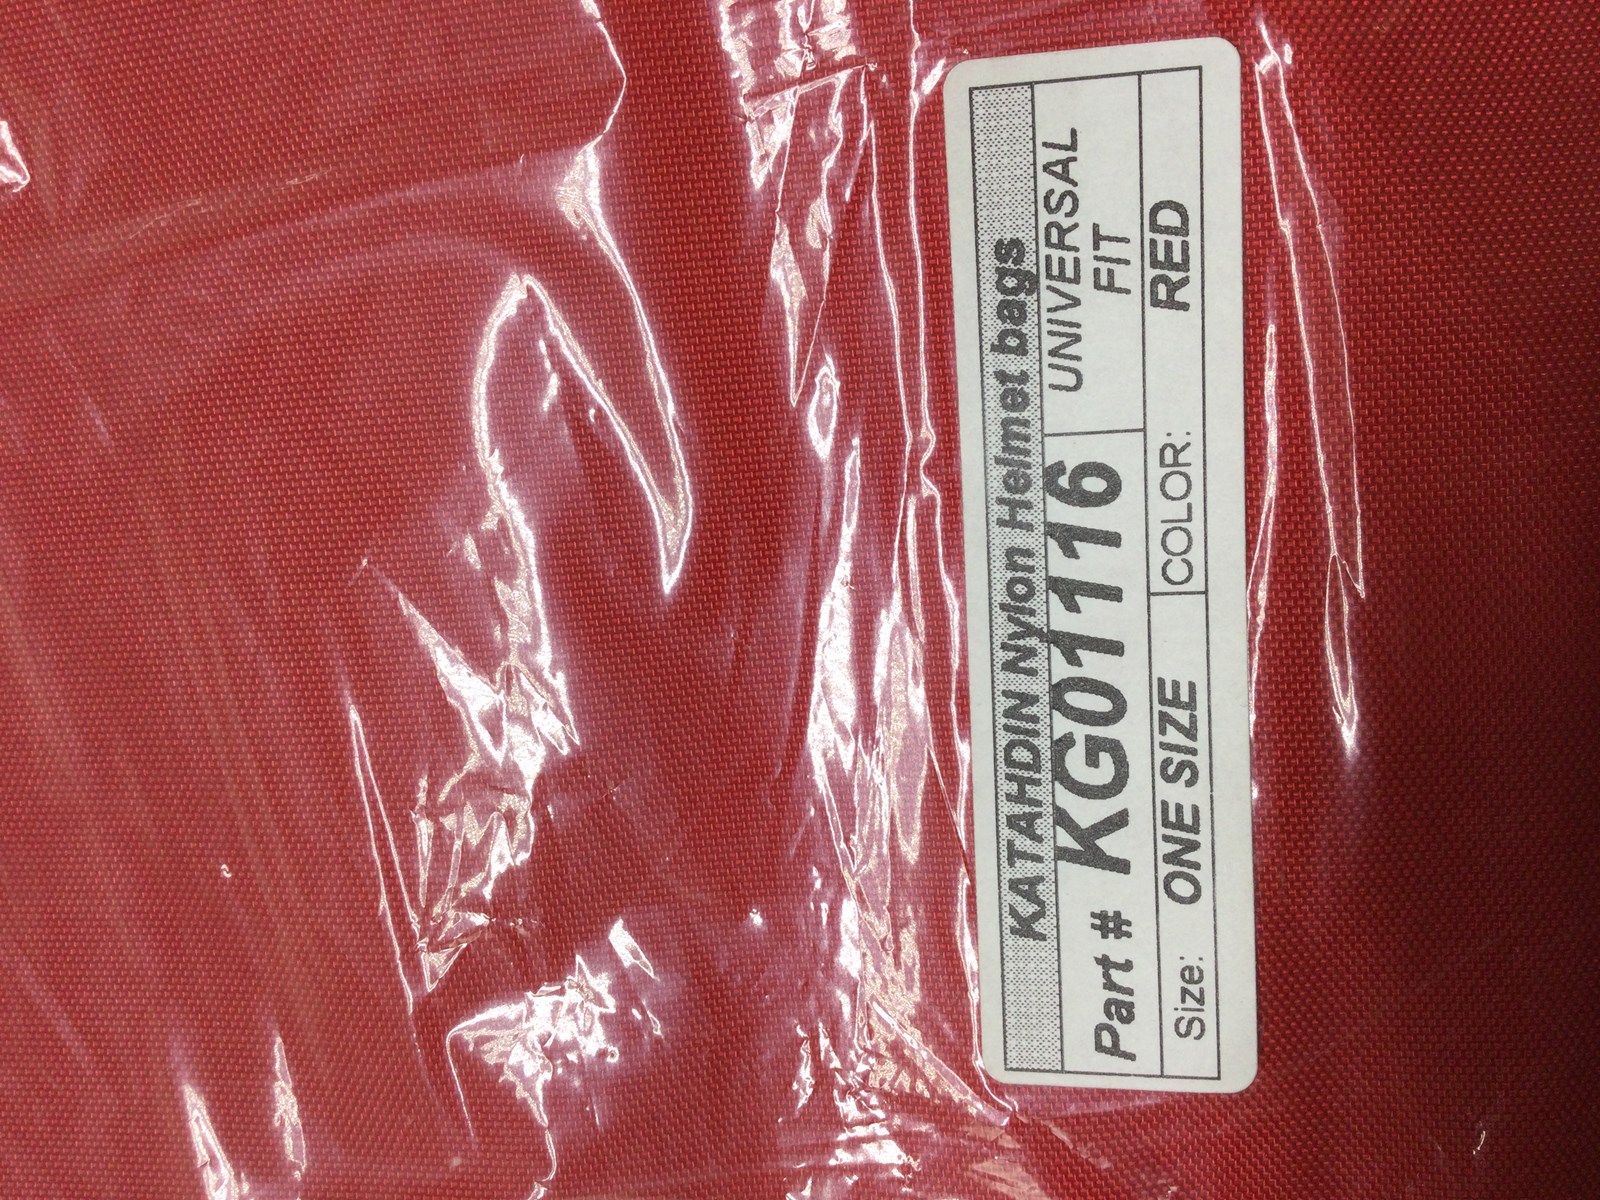 KATAHDIN Nylon Helmet bags
Part # KG01116
UNIVERSAL
FIT
Size: ONE SIZE COLOR: RED